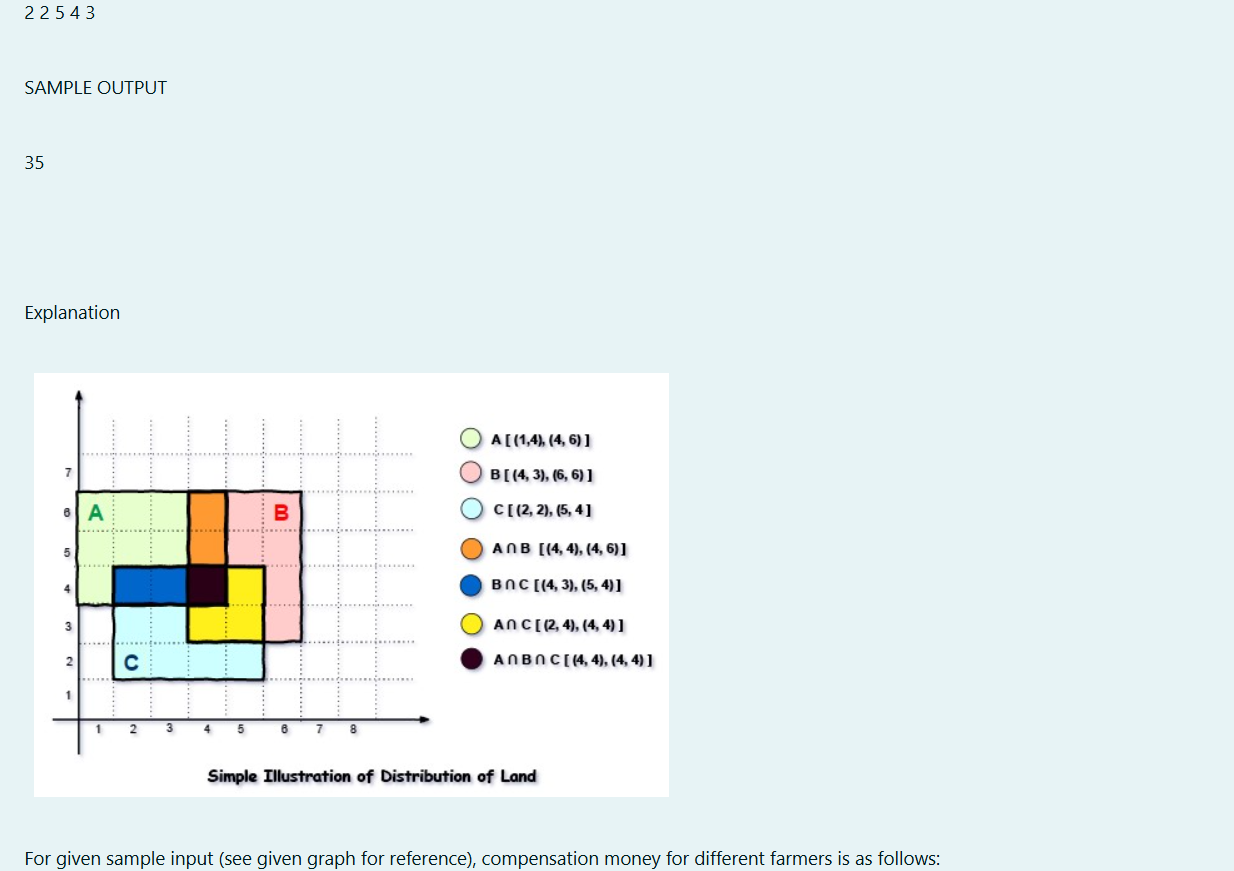 2 2 5 4 3
SAMPLE OUTPUT
35
Explanation
7
6
5
4
3
2
1
A
B
C
1 2 3 4 5 6 7 8
A [ (1,4), (4, 6) ]
B [ (4, 3), (6, 6) ]
C [ (2, 2), (5, 4 ]
A ∩ B [(4, 4), (4, 6)]
B ∩ C [(4, 3), (5, 4)]
A ∩ C [ (2, 4), (4, 4) ]
A ∩ B ∩ C [ (4, 4), (4, 4) ]
Simple Illustration of Distribution of Land
For given sample input (see given graph for reference), compensation money for different farmers is as follows: